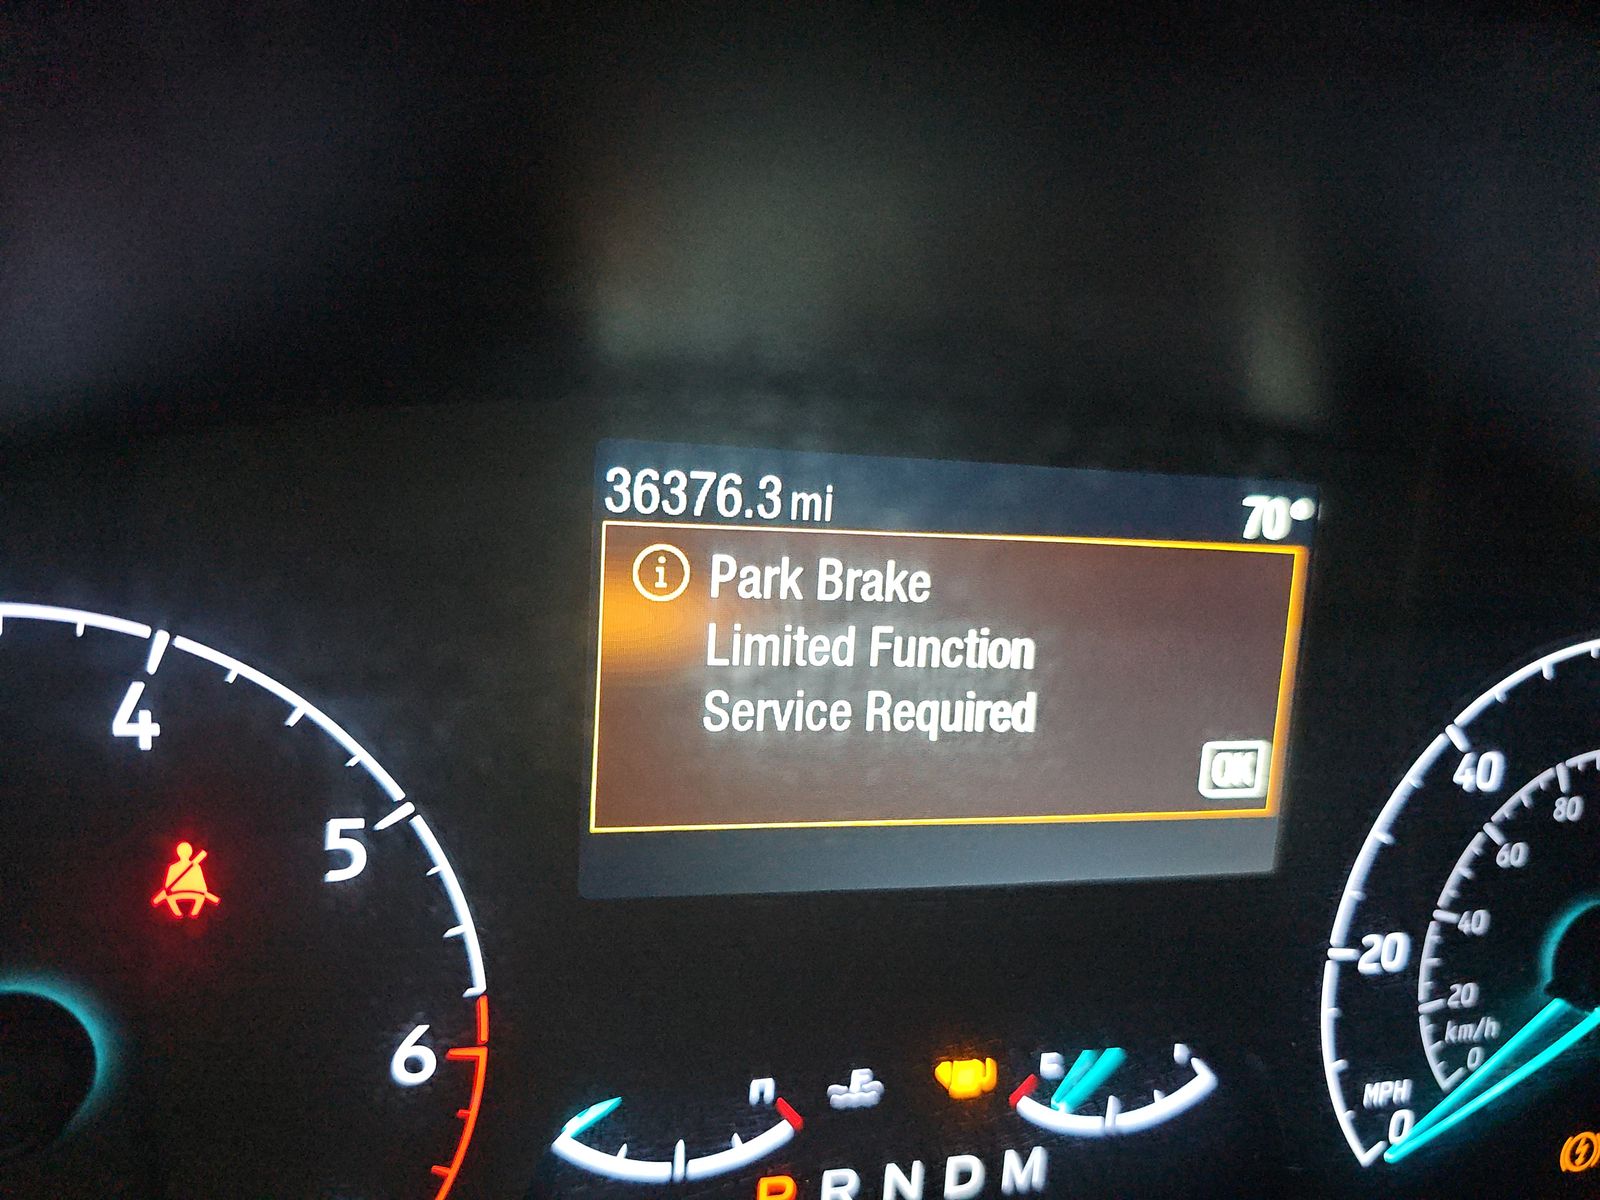 36376.3 mi
70°
Park Brake
Limited Function
Service Required
OK
4
5
6
40
20
MPH
0
80
60
40
20
km/h
0
P R N D M